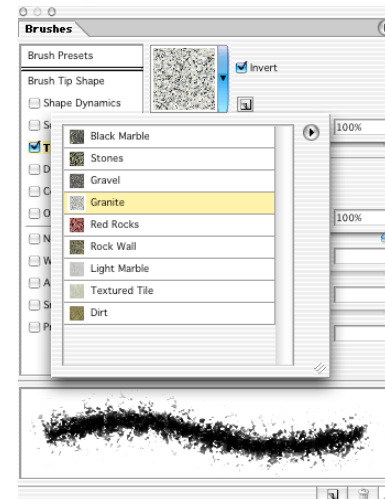 Brushes
Brush Presets
Invert
Brush Tip Shape
Shape Dynamics
100%
Black Marble
Stones
Gravel
Granite
Red Rocks
100%
Rock Wall
Light Marble
Textured Tile
Dirt